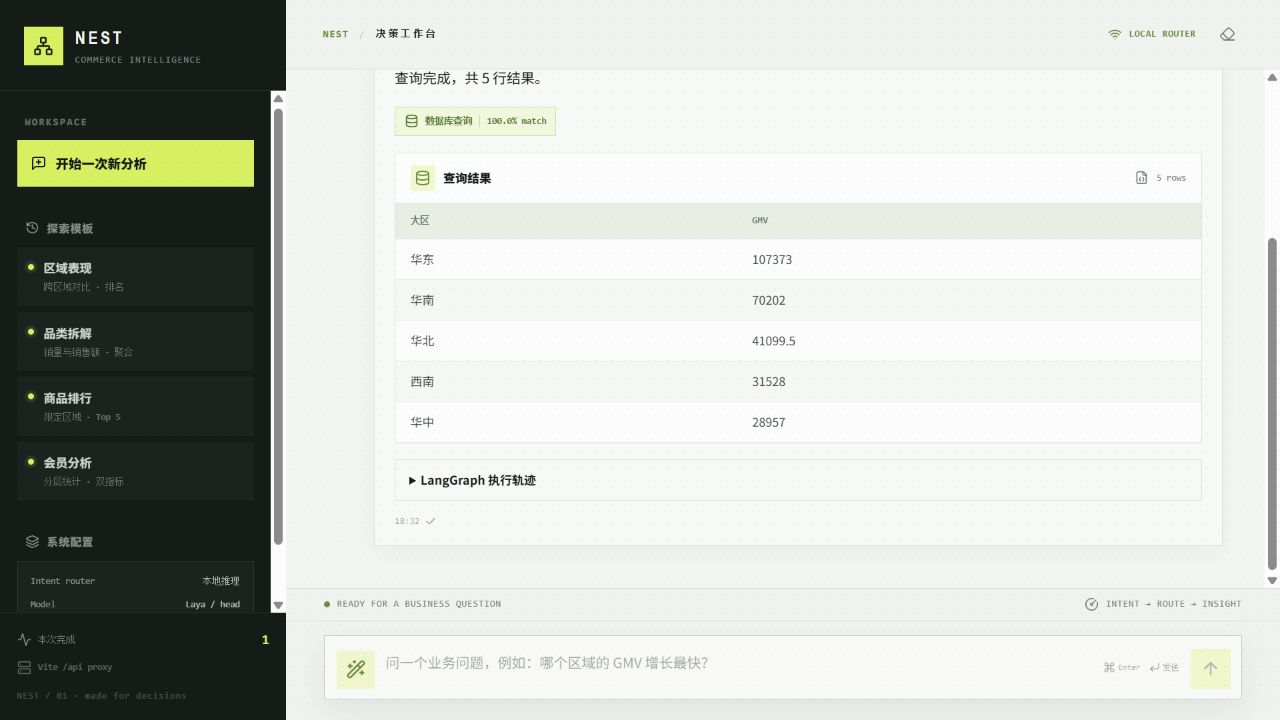 NEST
COMMERCE INTELLIGENCE
WORKSPACE
开始一次新分析
探索模板
区域表现
跨区域对比 · 排名
品类拆解
销量与销售额 · 聚合
商品排行
限定区域 · Top 5
会员分析
分层统计 · 双指标
系统配置
Intent router 本地推理
Model Laya / head
本次完成 1
Vite /api proxy
NEST / 01 · made for decisions
NEST / 决策工作台
LOCAL ROUTER
查询完成，共 5 行结果。
数据库查询 | 100.0% match
查询结果
5 rows
大区 GMV
华东 107373
华南 70202
华北 41099.5
西南 31528
华中 28957
▶ LangGraph 执行轨迹
18:32
READY FOR A BUSINESS QUESTION
INTENT → ROUTE → INSIGHT
问一个业务问题，例如：哪个区域的 GMV 增长最快？
⌘ Enter ↵ 发送